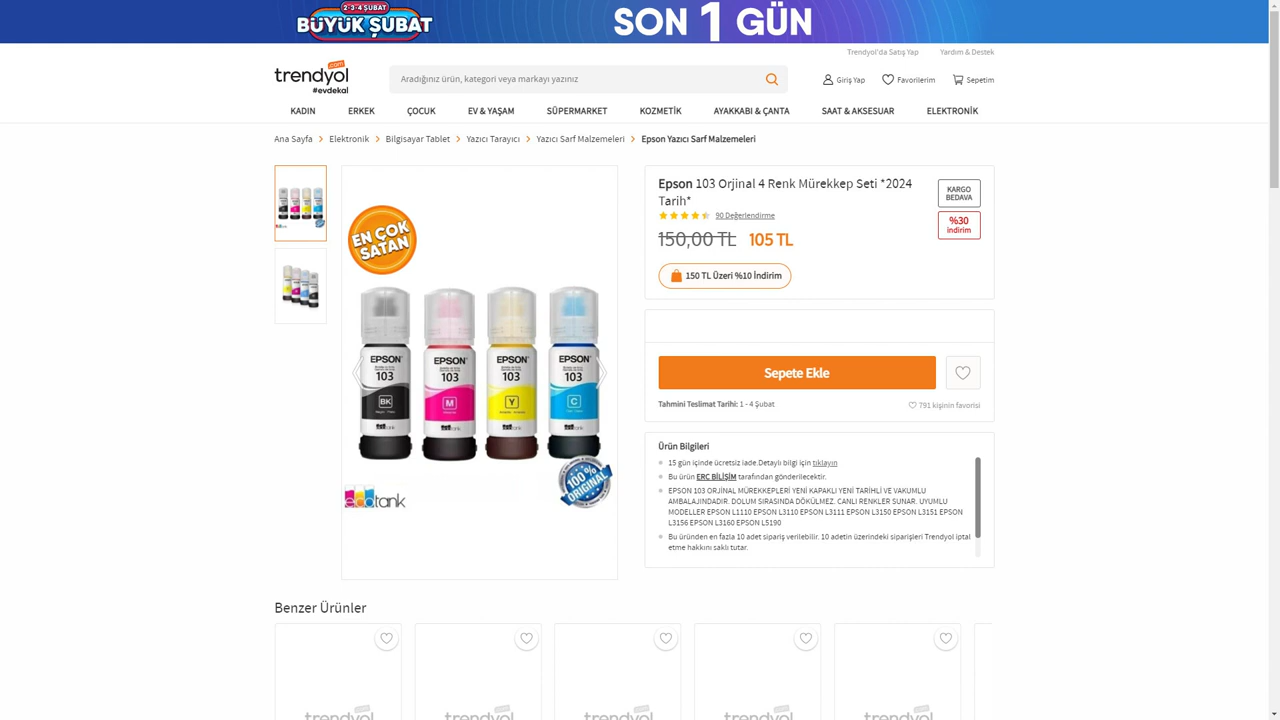 2-3-4 ŞUBAT
BÜYÜK ŞUBAT
SON 1 GÜN
Trendyol'da Satış Yap
Yardım & Destek
trendyol.com
#evdekal
Aradığınız ürün, kategori veya markayı yazınız
Giriş Yap
Favorilerim
Sepetim
KADIN
ERKEK
ÇOCUK
EV & YAŞAM
SÜPERMARKET
KOZMETİK
AYAKKABI & ÇANTA
SAAT & AKSESUAR
ELEKTRONİK
Ana Sayfa
Elektronik
Bilgisayar Tablet
Yazıcı Tarayıcı
Yazıcı Sarf Malzemeleri
Epson Yazıcı Sarf Malzemeleri
EN ÇOK
SATAN
EPSON
103
BK
EPSON
103
M
EPSON
103
Y
EPSON
103
C
100%
ORIGINAL
ecotank
Epson 103 Orjinal 4 Renk Mürekkep Seti *2024
Tarih*
90 Değerlendirme
150,00 TL 105 TL
KARGO
BEDAVA
%30
indirim
150 TL Üzeri %10 İndirim
Sepete Ekle
Tahmini Teslimat Tarihi: 1 - 4 Şubat
791 kişinin favorisi
Ürün Bilgileri
15 gün içinde ücretsiz iade.Detaylı bilgi için tıklayın
Bu ürün ERC BİLİŞİM tarafından gönderilecektir.
EPSON 103 ORJİNAL MÜREKKEPLERİ YENİ KAPAKLI YENİ TARİHLİ VE VAKUMLU
AMBALAJINDADIR. DOLUM SIRASINDA DÖKÜLMEZ. CANLI RENKLER SUNAR. UYUMLU
MODELLER EPSON L1110 EPSON L3110 EPSON L3111 EPSON L3150 EPSON L3151 EPSON
L3156 EPSON L3160 EPSON L5190
Bu üründen en fazla 10 adet sipariş verilebilir. 10 adetin üzerindeki siparişleri Trendyol iptal
etme hakkını saklı tutar.
Benzer Ürünler
trendyol
trendyol
trendyol
trendyol
trendyol